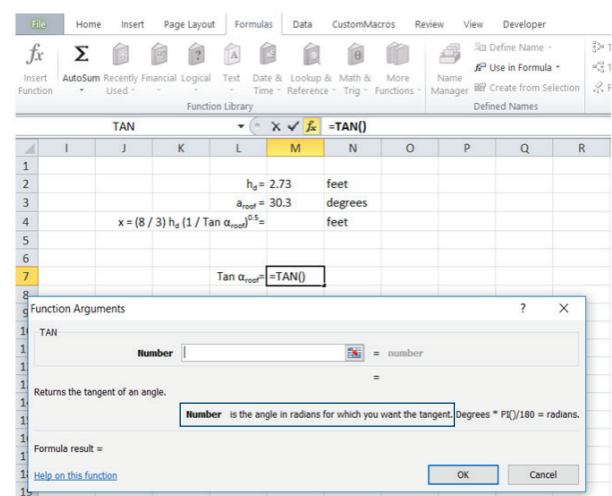 File Home Insert Page Layout Formulas Data CustomMacros Review View Developer
fx Σ ? A θ Define Name
Insert AutoSum Recently Financial Logical Text Date & Lookup & Math & More Name fx Use in Formula
Function Used Time Reference Trig Functions Manager Create from Selection
Function Library Defined Names
TAN fx =TAN()
I J K L M N O P Q R
1
2 hd= 2.73 feet
3 aroof= 30.3 degrees
4 x = (8 / 3) hd (1 / Tan αroof)0.5= feet
5
6
7 Tan αroof= =TAN()
8
Function Arguments ? X
TAN
Number = number
=
Returns the tangent of an angle.
Number is the angle in radians for which you want the tangent. Degrees * PI()/180 = radians.
Formula result =
Help on this function OK Cancel
19